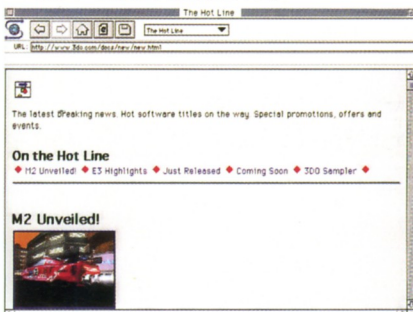 The Hot Line
The Hot Line
URL: http://www.3do.com/docs/new/new.html
The latest Breaking news. Hot software titles on the way. Special promotions, offers and
events.
On the Hot Line
M2 Unveiled! E3 Highlights Just Released Coming Soon 3DO Sampler
M2 Unveiled!